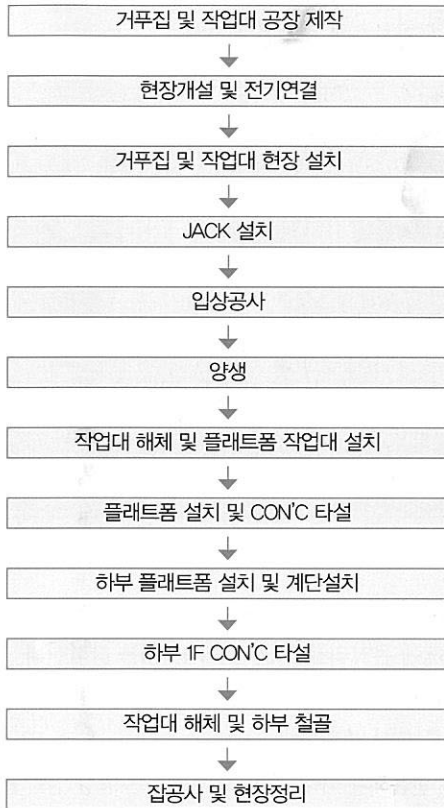 거푸집 및 작업대 공장 제작
현장개설 및 전기연결
거푸집 및 작업대 현장 설치
JACK 설치
입상공사
양생
작업대 해체 및 플래트폼 작업대 설치
플래트폼 설치 및 CON'C 타설
하부 플래트폼 설치 및 계단설치
하부 1F CON'C 타설
작업대 해체 및 하부 철골
잡공사 및 현장정리